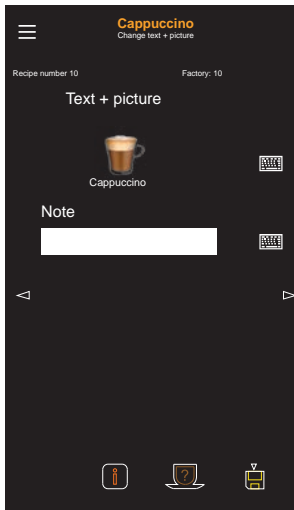 Cappuccino
Change text + picture
Recipe number 10 Factory: 10
Text + picture
Cappuccino
Note
i
?